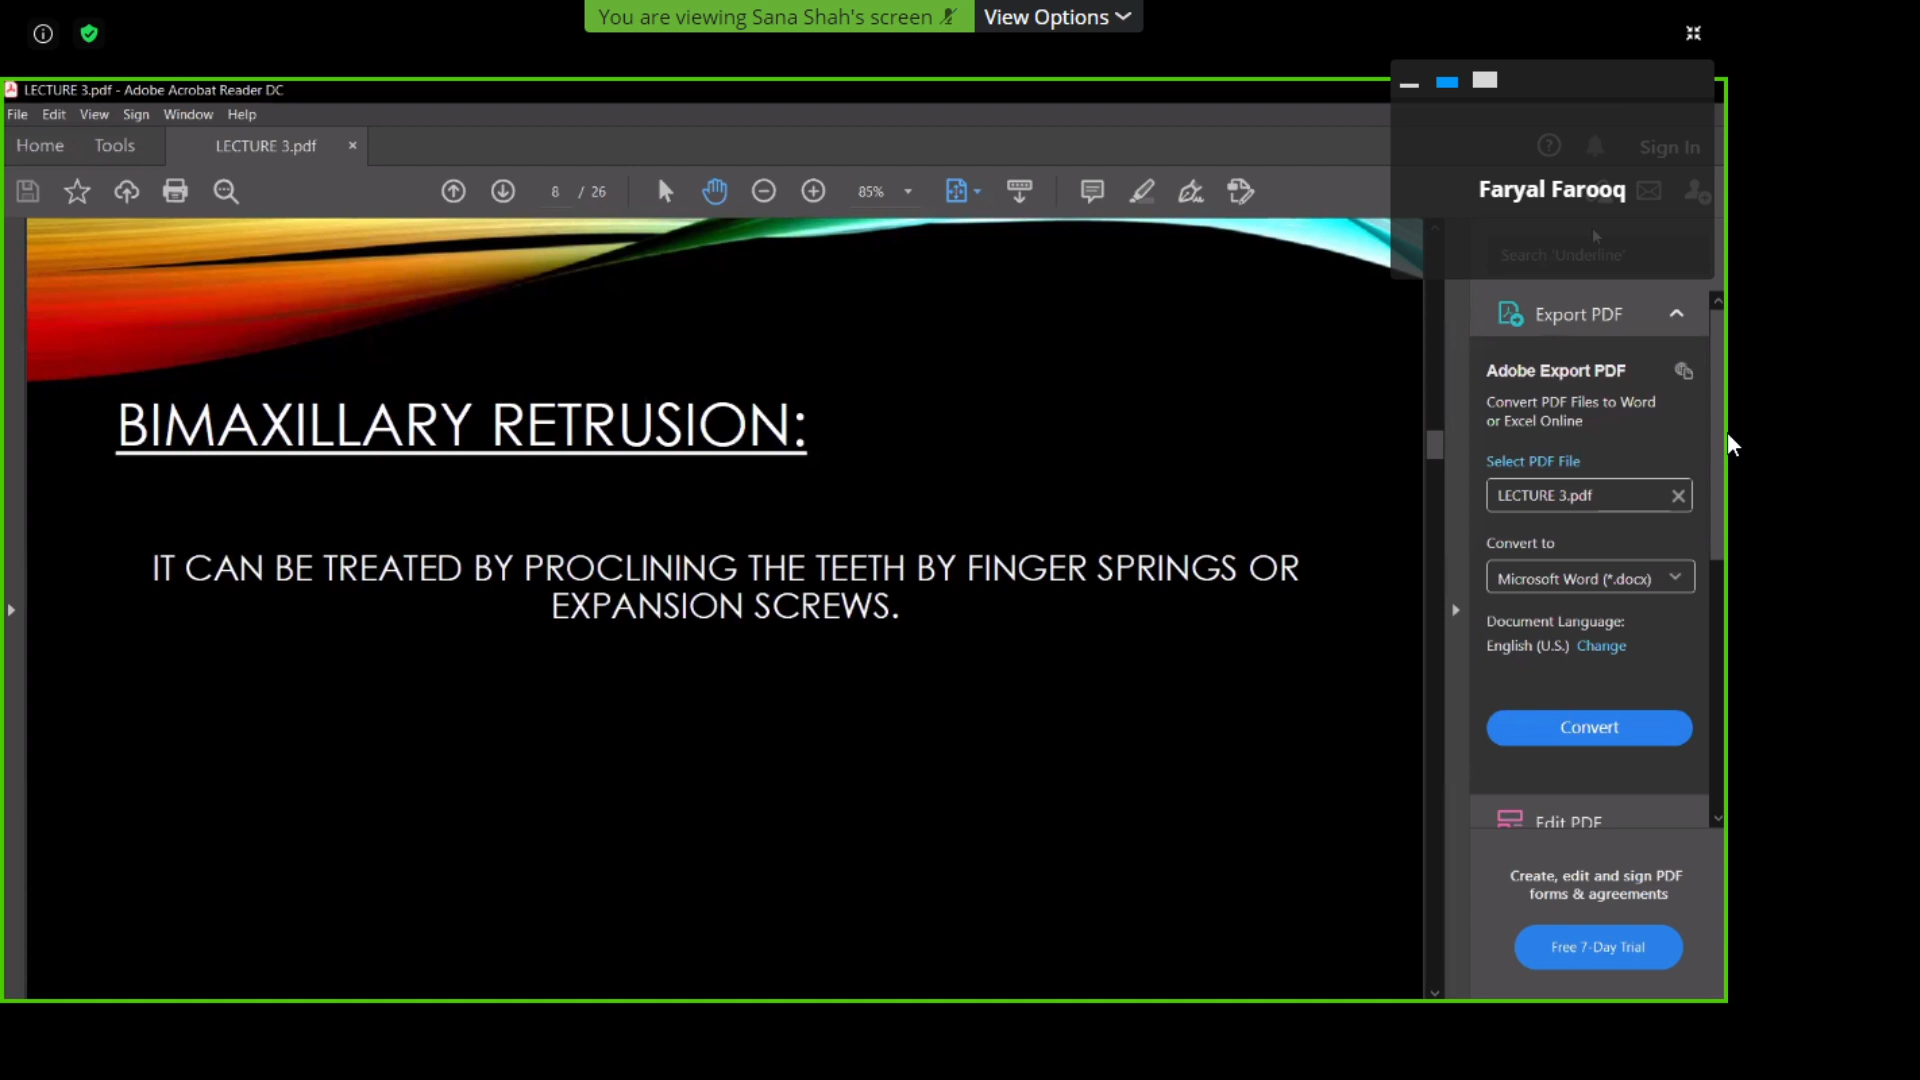 You are viewing Sana Shah's screen
View Options
LECTURE 3.pdf - Adobe Acrobat Reader DC
File Edit View Sign Window Help
Home Tools LECTURE 3.pdf
Sign In
8 / 26
85%
Faryal Farooq
Search 'Underline'
Export PDF
BIMAXILLARY RETRUSION:
IT CAN BE TREATED BY PROCLINING THE TEETH BY FINGER SPRINGS OR
EXPANSION SCREWS.
Adobe Export PDF
Convert PDF Files to Word
or Excel Online
Select PDF File
LECTURE 3.pdf
Convert to
Microsoft Word (*.docx)
Document Language:
English (U.S.) Change
Convert
Edit PDF
Create, edit and sign PDF
forms & agreements
Free 7-Day Trial